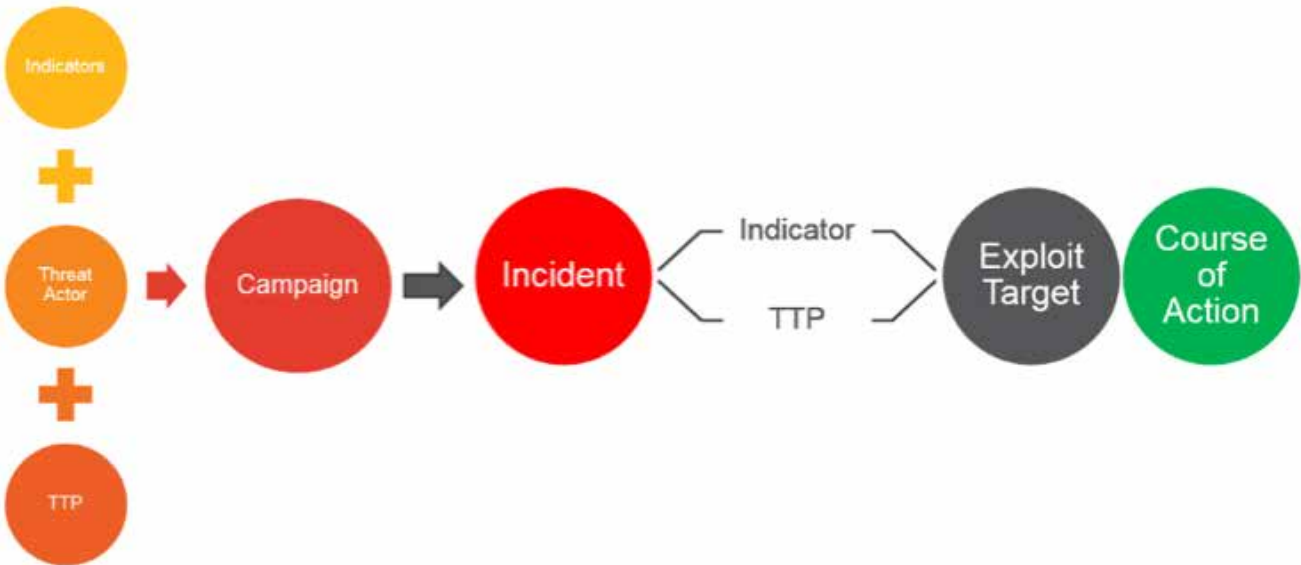 Indicators
Threat
Actor
TTP
Campaign
Incident
Indicator
TTP
Exploit
Target
Course
of
Action